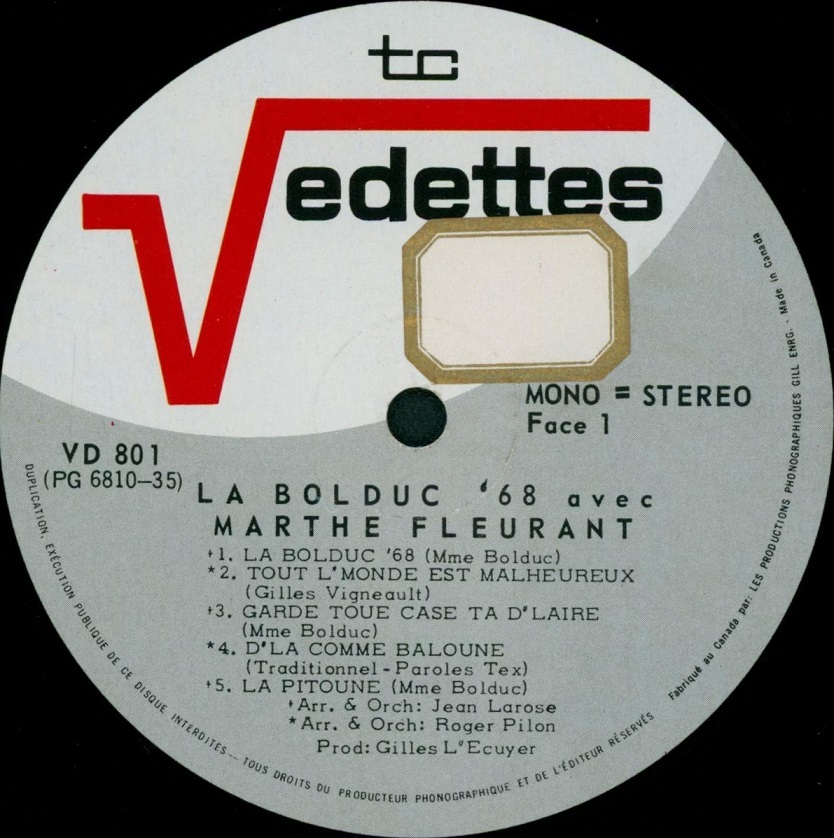 tc
Vedettes
MONO = STEREO
Face 1
VD 801
(PG 6810-35)
LA BOLDUC '68 avec
MARTHE FLEURANT
+1. LA BOLDUC '68 (Mme Bolduc)
*2. TOUT L'MONDE EST MALHEUREUX
(Gilles Vigneault)
+3. GARDE TOUE CASE TA D'LAIRE
(Mme Bolduc)
*4. D'LA COMME BALOUNE
(Traditionnel-Paroles Tex)
+5. LA PITOUNE (Mme Bolduc)
+Arr. & Orch: Jean Larose
*Arr. & Orch: Roger Pilon
Prod: Gilles L"Ecuyer
DUPLICATION, EXÉCUTION PUBLIQUE DE CE DISQUE INTERDITES — TOUS DROITS DU PRODUCTEUR PHONOGRAPHIQUE ET DE L'ÉDITEUR RÉSERVÉS
Fabriqué au Canada par: LES PRODUCTIONS PHONOGRAPHIQUES GILL ENRG. - Made in Canada